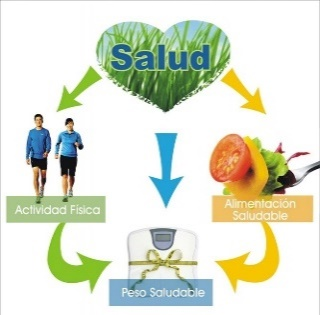 Salud
Actividad Física
Alimentación
Saludable
Peso Saludable